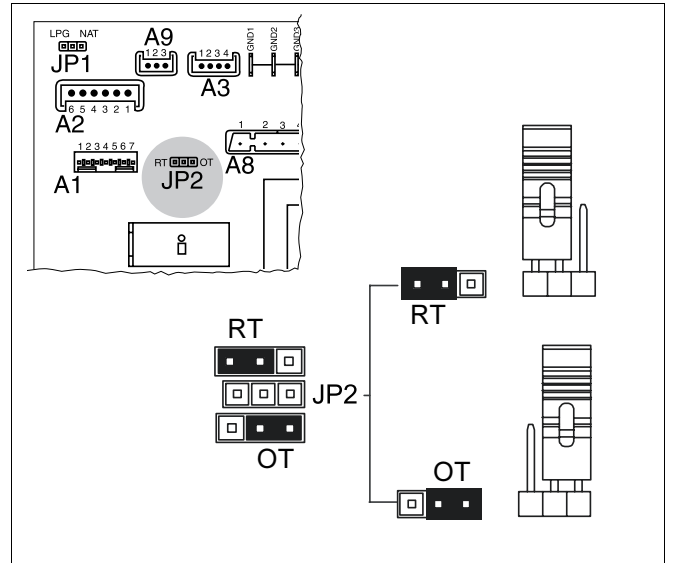 LPG NAT
JP1
A9
1 2 3
1 2 3 4
A3
GND1
GND2
GND3
6 5 4 3 2 1
A2
1 2 3 4 5 6 7
A1
RT OT
JP2
1 2 3
A8
RT
JP2
OT
RT
OT